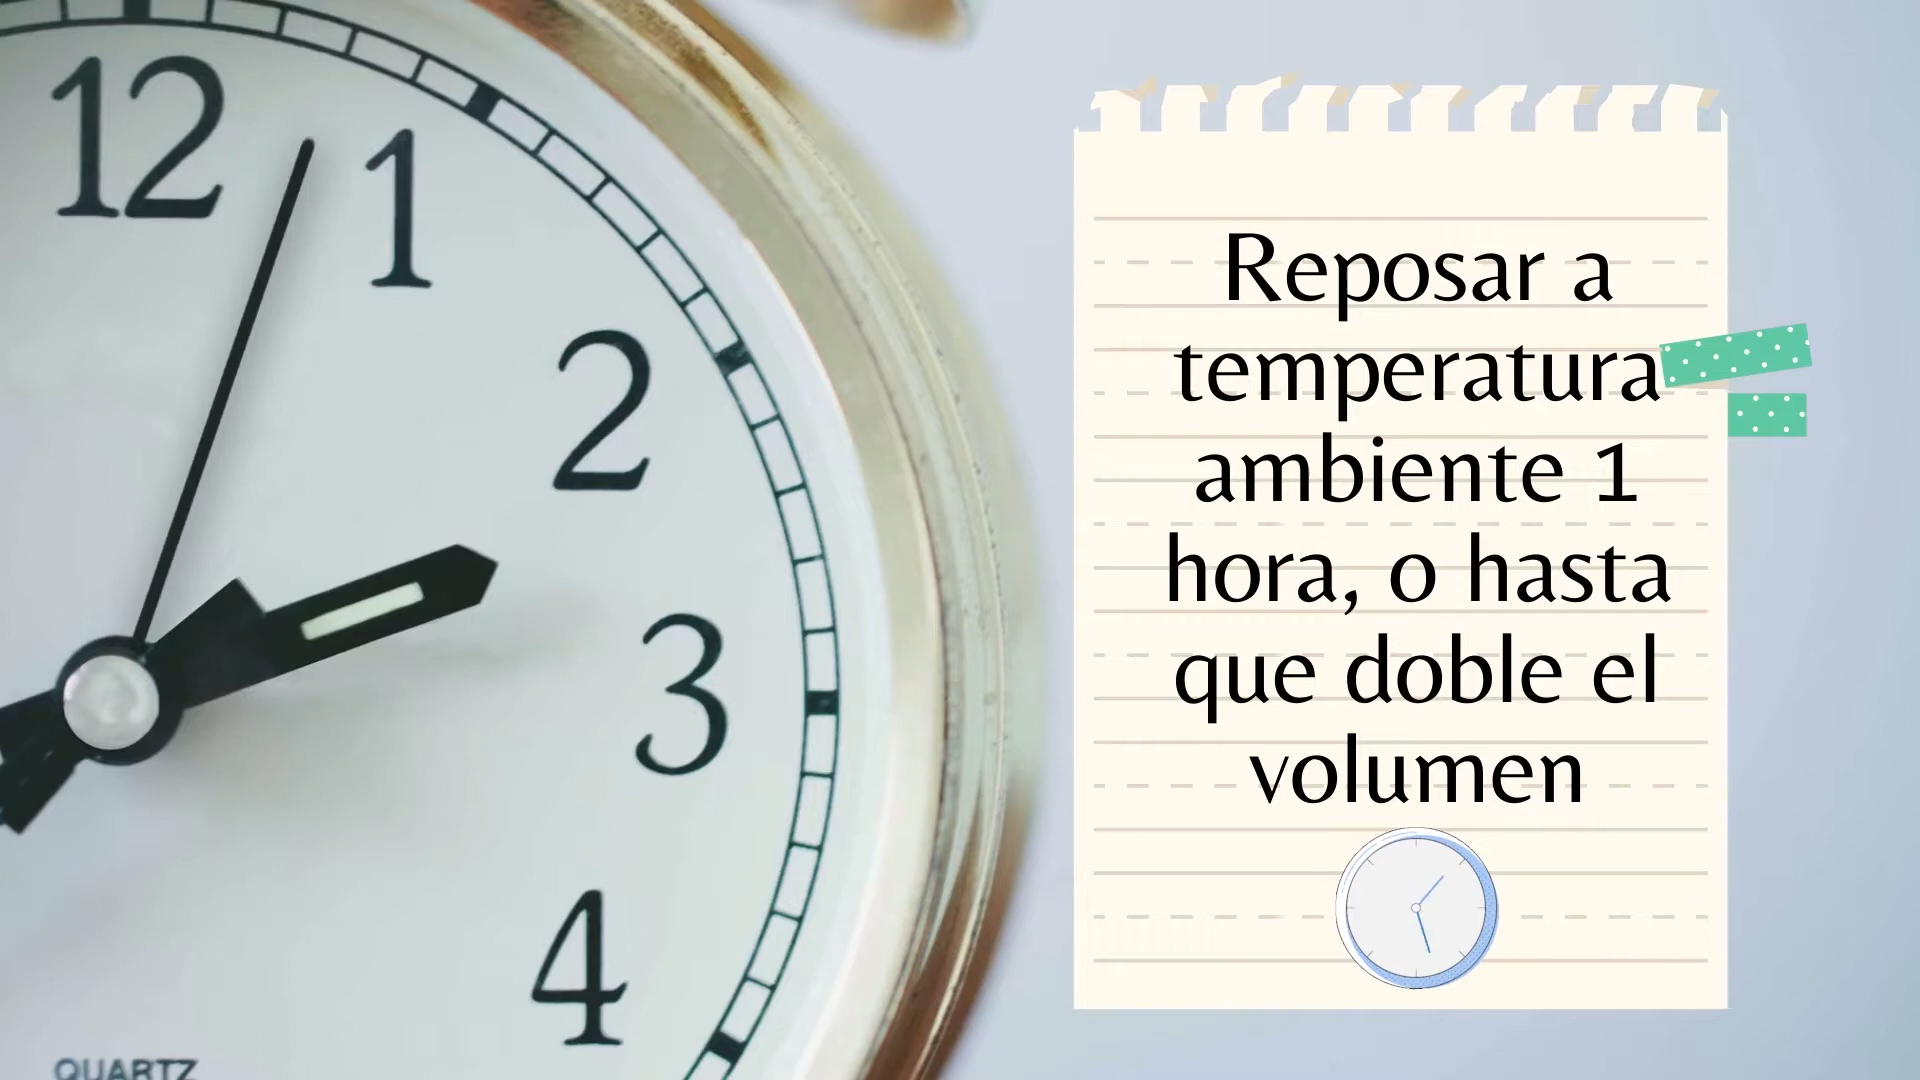 12
1
2
3
4
QUARTZ
Reposar a
temperatura
ambiente 1
hora, o hasta
que doble el
volumen